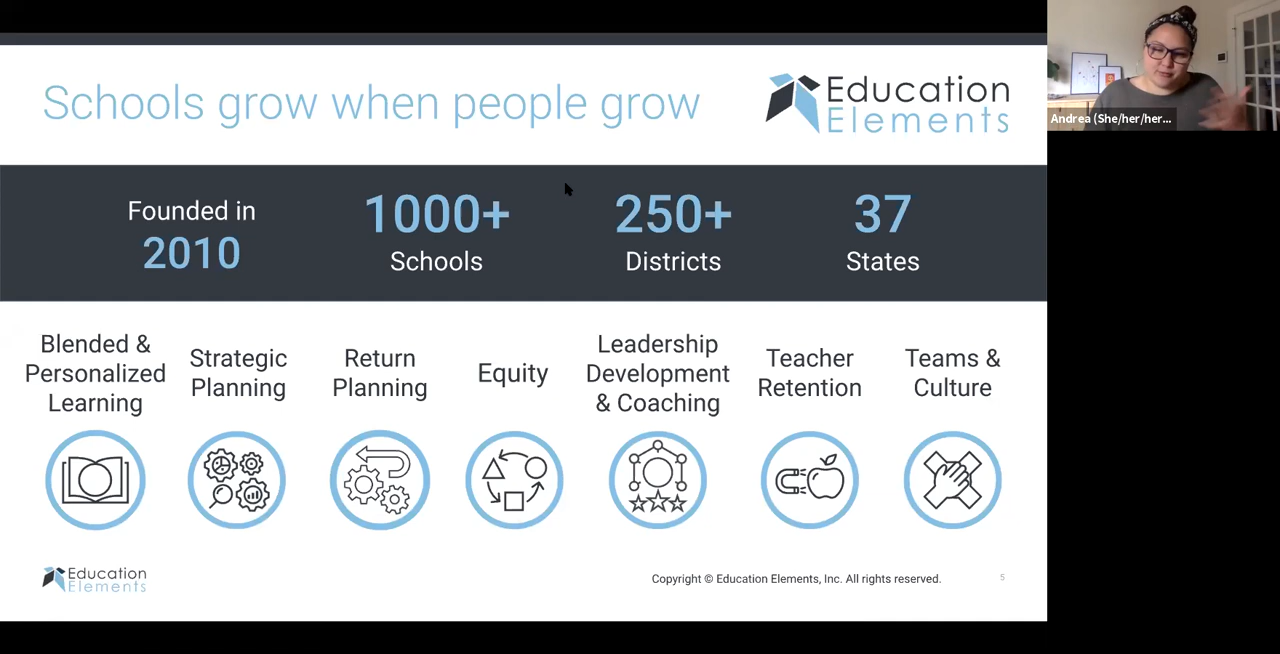 Schools grow when people grow
Education
Elements
Andrea (She/her/her...
Founded in
2010
1000+
Schools
250+
Districts
37
States
Blended &
Personalized
Learning
Strategic
Planning
Return
Planning
Equity
Leadership
Development
& Coaching
Teacher
Retention
Teams &
Culture
Education
Elements
Copyright © Education Elements, Inc. All rights reserved.
5